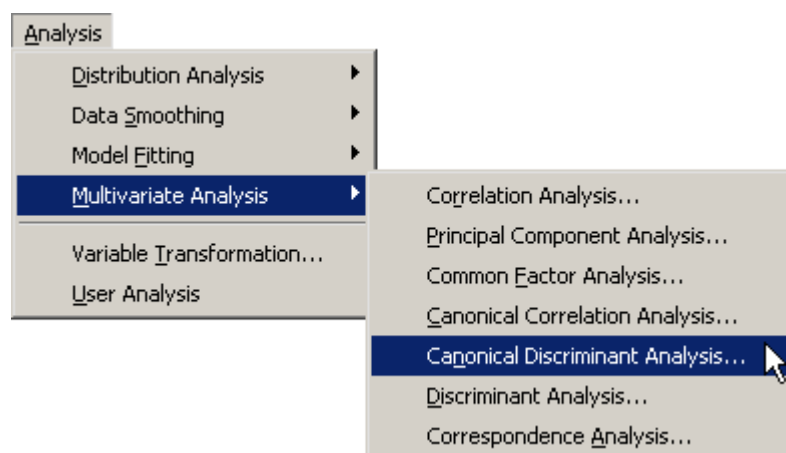 Analysis
Distribution Analysis
Data Smoothing
Model Fitting
Multivariate Analysis
Variable Transformation...
User Analysis
Correlation Analysis...
Principal Component Analysis...
Common Factor Analysis...
Canonical Correlation Analysis...
Canonical Discriminant Analysis...
Discriminant Analysis...
Correspondence Analysis...